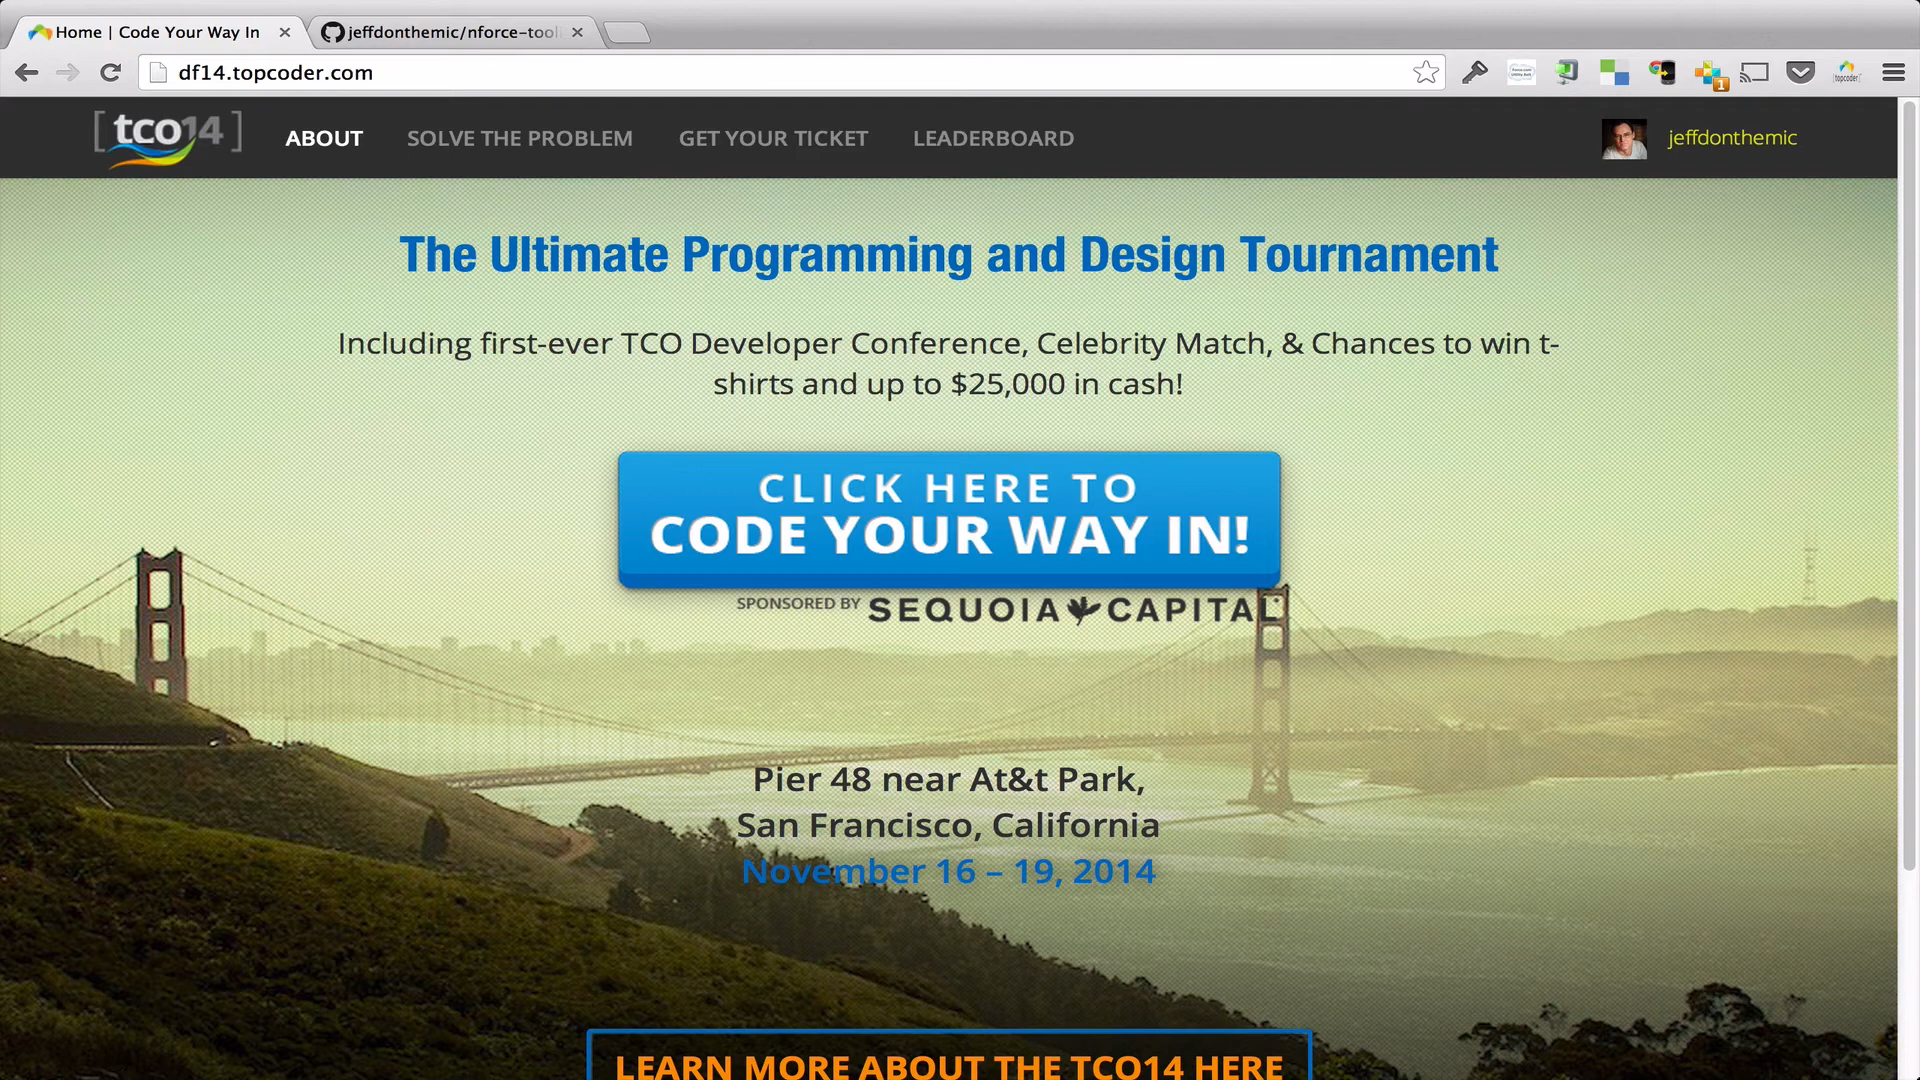 Home | Code Your Way In
jeffdonthemic/nforce-tool
df14.topcoder.com
1
topcoder
[tco14]
ABOUT
SOLVE THE PROBLEM
GET YOUR TICKET
LEADERBOARD
jeffdonthemic
The Ultimate Programming and Design Tournament
Including first-ever TCO Developer Conference, Celebrity Match, & Chances to win t-
shirts and up to $25,000 in cash!
CLICK HERE TO
CODE YOUR WAY IN!
SPONSORED BY SEQUOIA CAPITAL
Pier 48 near At&t Park,
San Francisco, California
November 16 – 19, 2014
LEARN MORE ABOUT THE TCO14 HERE